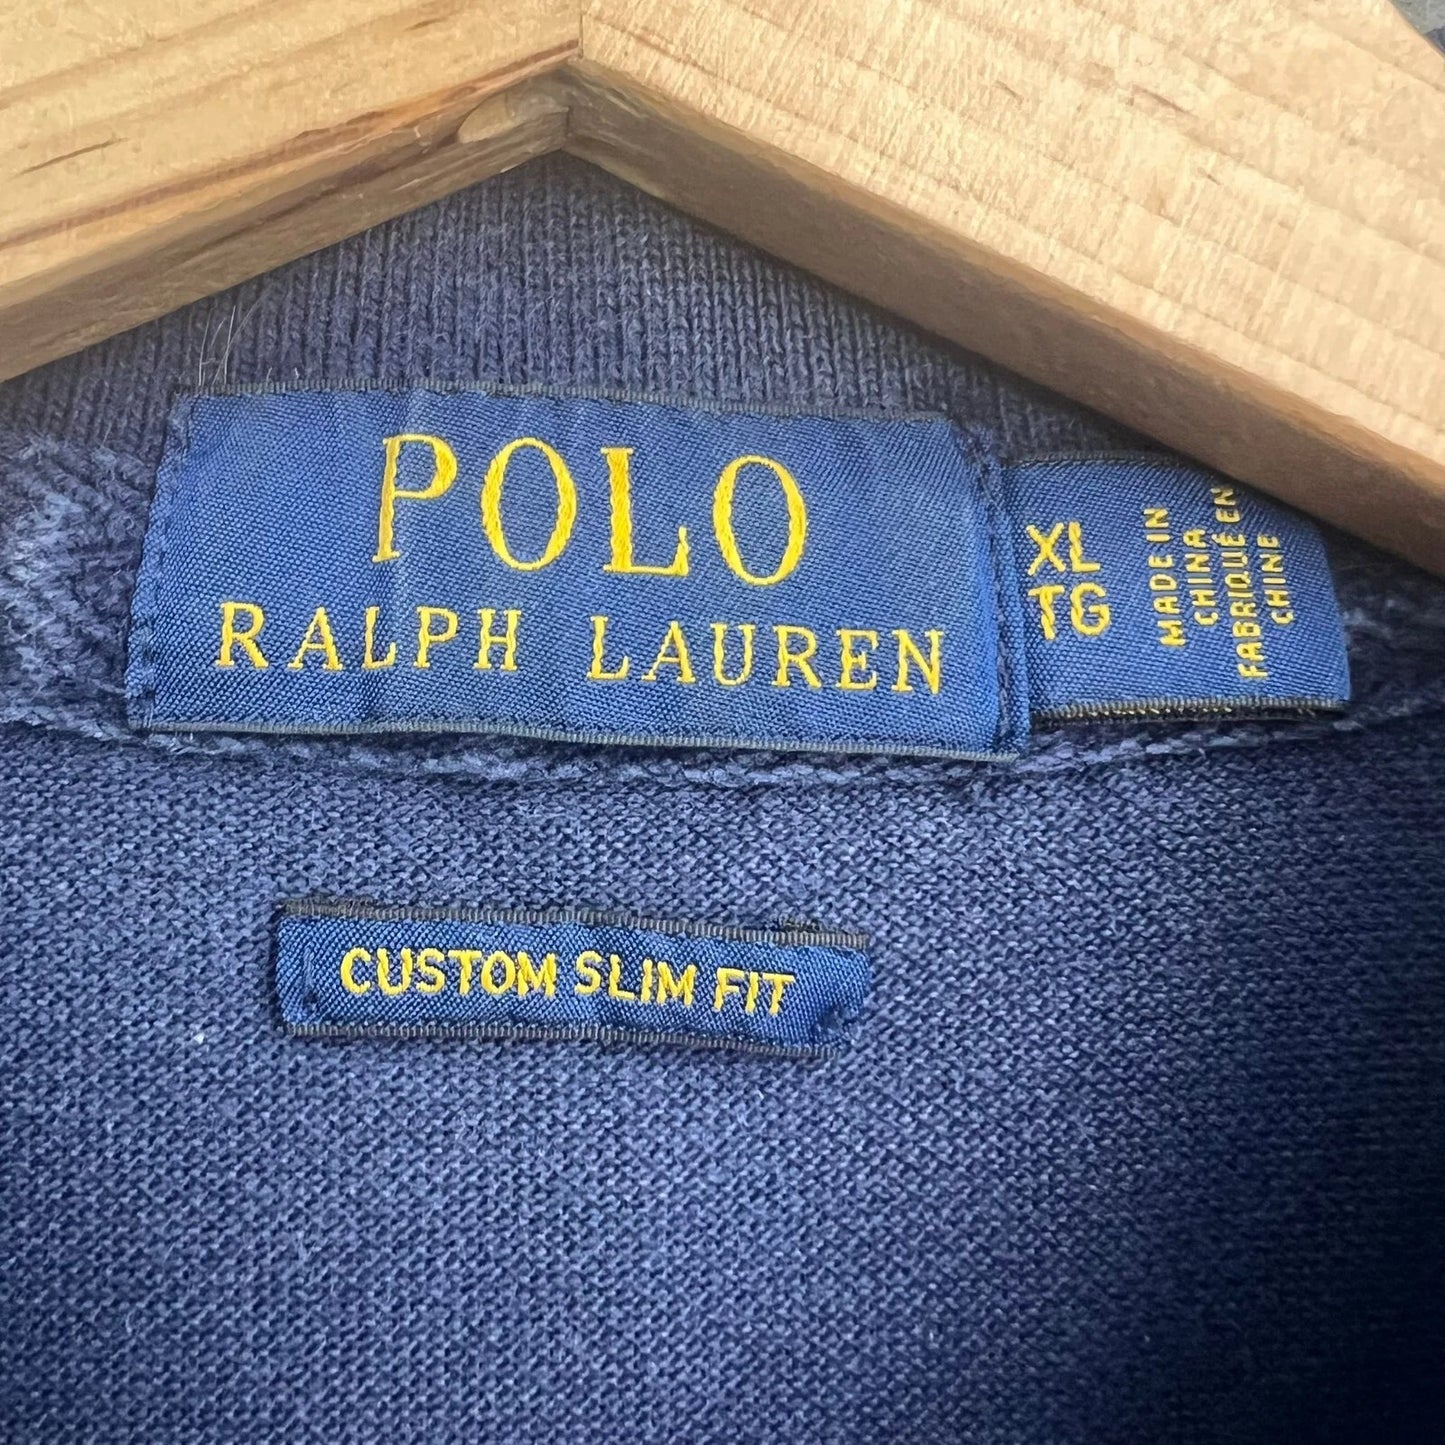 POLO
RALPH LAUREN
XL
TG
MADE IN
CHINA
FABRIQUÉ EN
CHINE
CUSTOM SLIM FIT